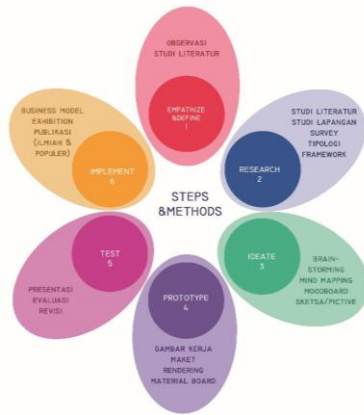 OBSERVASI
STUDI LITERATUR
EMPATHIZE
&DEFINE
1
STUDI LITERATUR
STUDI LAPANGAN
SURVEY
TIPOLOGI
FRAMEWORK
RESEARCH
2
IDEATE
3
BRAIN-
STORMING
MIND MAPPING
MOODBOARD
SKETSA/PICTIVE
PROTOTYPE
4
GAMBAR KERJA
MAKET
RENDERING
MATERIAL BOARD
TEST
5
PRESENTASI
EVALUASI
REVISI
BUSINESS MODEL
EXHIBITION
PUBLIKASI
(ILMIAH &
POPULER)
IMPLEMENT
6
STEPS
&METHODS